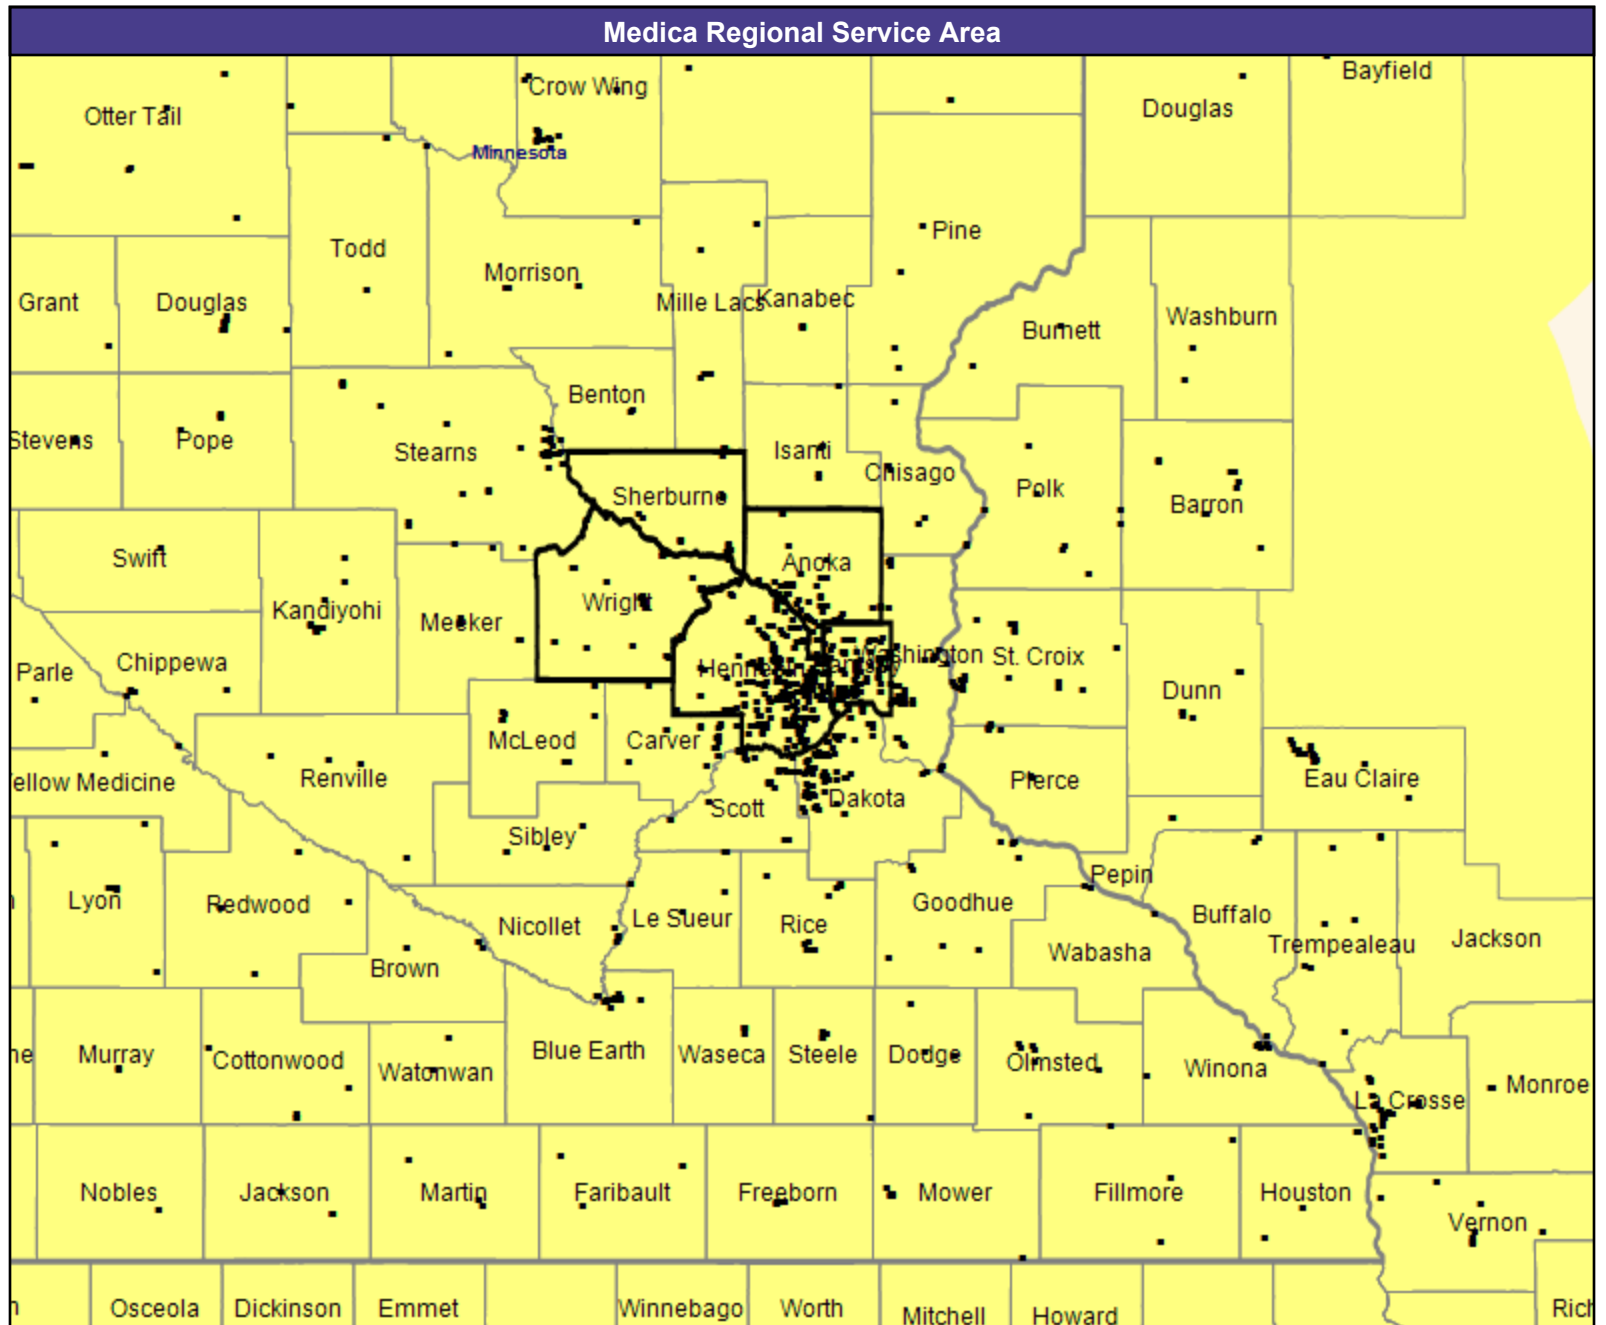 Medica Regional Service Area
Bayfield
Crow Wing
Douglas
Otter Tail
Minnesota
Pine
Todd
Morrison
Grant
Douglas
Mille Lacs
Kanabec
Washburn
Burnett
Benton
Stevens
Pope
Stearns
Isanti
Chisago
Polk
Sherburne
Barron
Swift
Anoka
Wright
Kandiyohi
Meeker
Washington
St. Croix
Chippewa
Parle
Henne
Dunn
McLeod
Carver
Renville
ellow Medicine
Pierce
Eau Claire
Scott
Dakota
Sibley
Pepin
Lyon
Redwood
Goodhue
Le Sueur
Rice
Nicollet
Buffalo
Trempealeau
Jackson
Wabasha
Brown
ne
Murray
Cottonwood
Watonwan
Blue Earth
Waseca
Steele
Dodge
Olmsted
Winona
Monroe
La Crosse
Nobles
Jackson
Martin
Faribault
Freeborn
Mower
Fillmore
Houston
Vernon
n
Osceola
Dickinson
Emmet
Winnebago
Worth
Mitchell
Howard
Rich